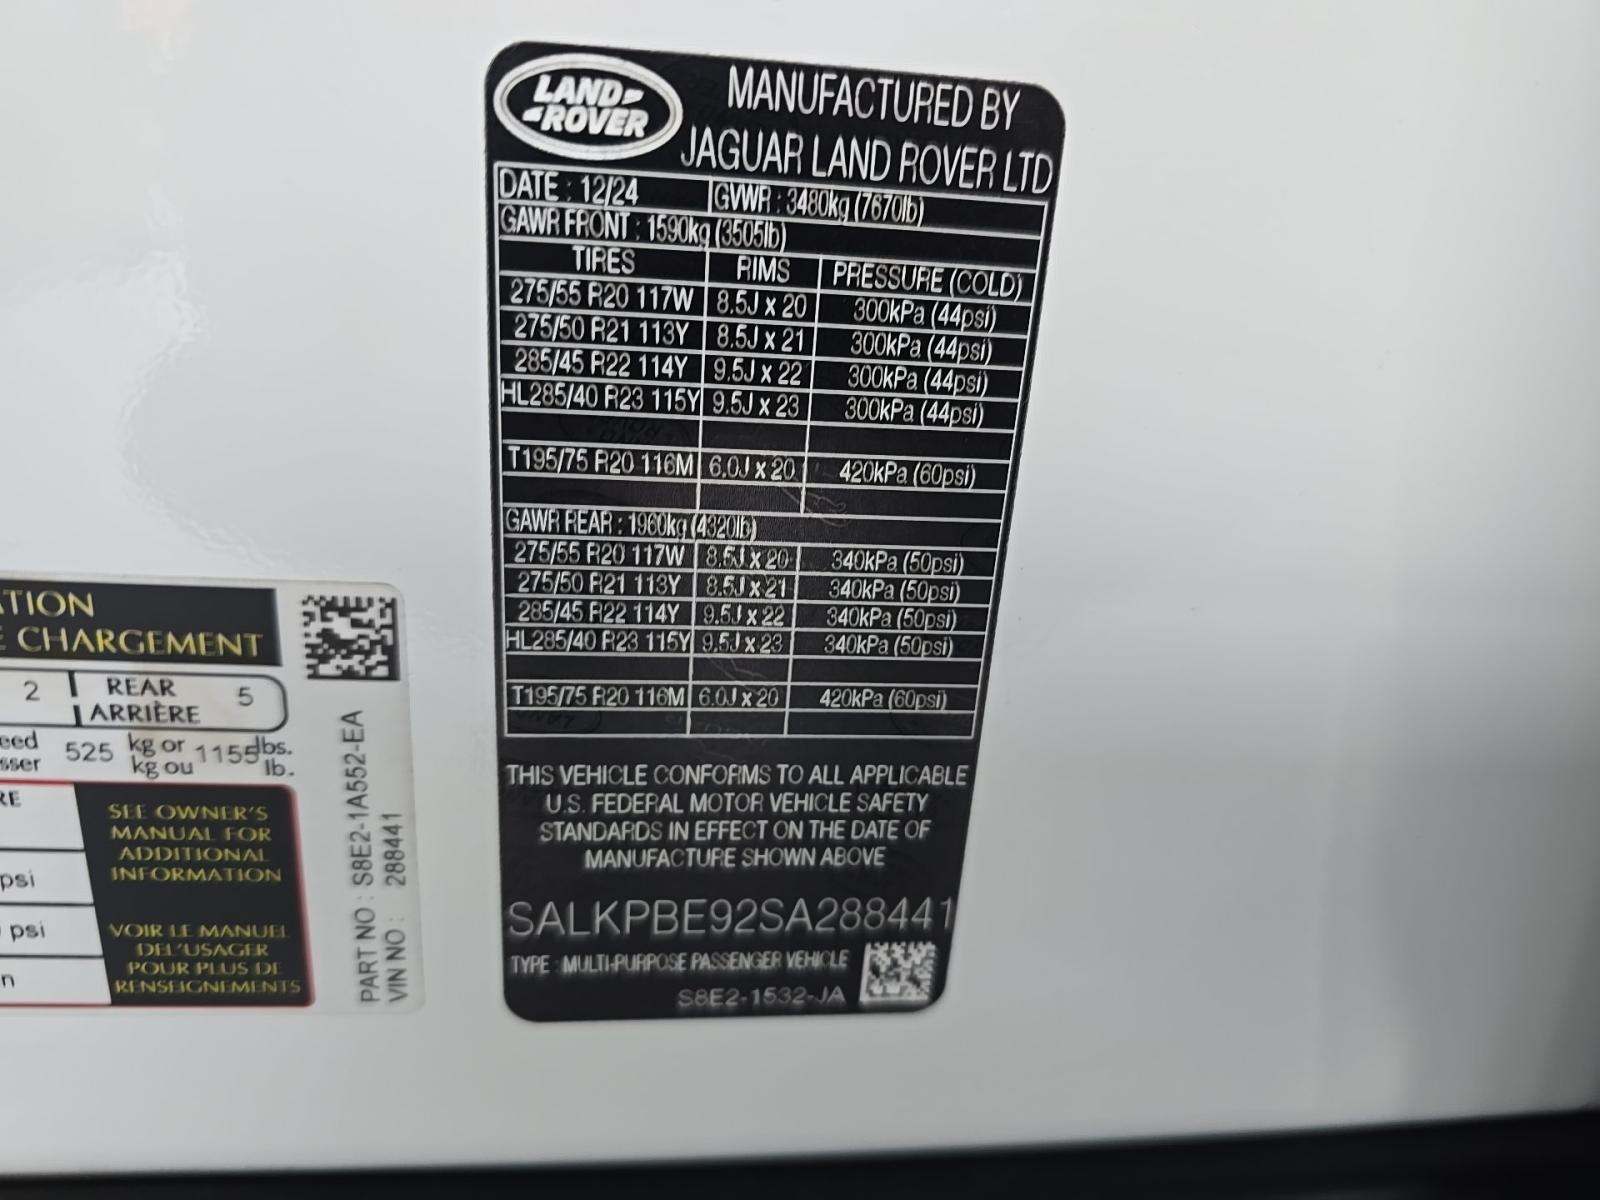 LAND
ROVER
MANUFACTURED BY
JAGUAR LAND ROVER LTD
DATE : 12/24 GVWR : 3480kg (7670lb)
GAWR FRONT : 1590kg (3505lb)
TIRES RIMS PRESSURE (COLD)
275/55 R20 117W 8.5J x 20 300kPa (44psi)
275/50 R21 113Y 8.5J x 21 300kPa (44psi)
285/45 R22 114Y 9.5J x 22 300kPa (44psi)
HL285/40 R23 115Y 9.5J x 23 300kPa (44psi)
T195/75 R20 116M 6.0J x 20 420kPa (60psi)
GAWR REAR : 1960kg (4320lb)
275/55 R20 117W 8.5J x 20 340kPa (50psi)
275/50 R21 113Y 8.5J x 21 340kPa (50psi)
285/45 R22 114Y 9.5J x 22 340kPa (50psi)
HL285/40 R23 115Y 9.5J x 23 340kPa (50psi)
T195/75 R20 116M 6.0J x 20 420kPa (60psi)
THIS VEHICLE CONFORMS TO ALL APPLICABLE
U.S. FEDERAL MOTOR VEHICLE SAFETY
STANDARDS IN EFFECT ON THE DATE OF
MANUFACTURE SHOWN ABOVE
SALKPBE92SA288441
TYPE : MULTI-PURPOSE PASSENGER VEHICLE
S8E2-1532-JA
CHARGEMENT
2 REAR 5
ARRIÈRE
525 kg or 1155 lbs.
kg ou lb.
SEE OWNER'S
MANUAL FOR
ADDITIONAL
INFORMATION
psi
psi
VOIR LE MANUEL
DE L'USAGER
POUR PLUS DE
RENSEIGNEMENTS
PART NO : S8E2-1A552-EA
VIN NO : 288441